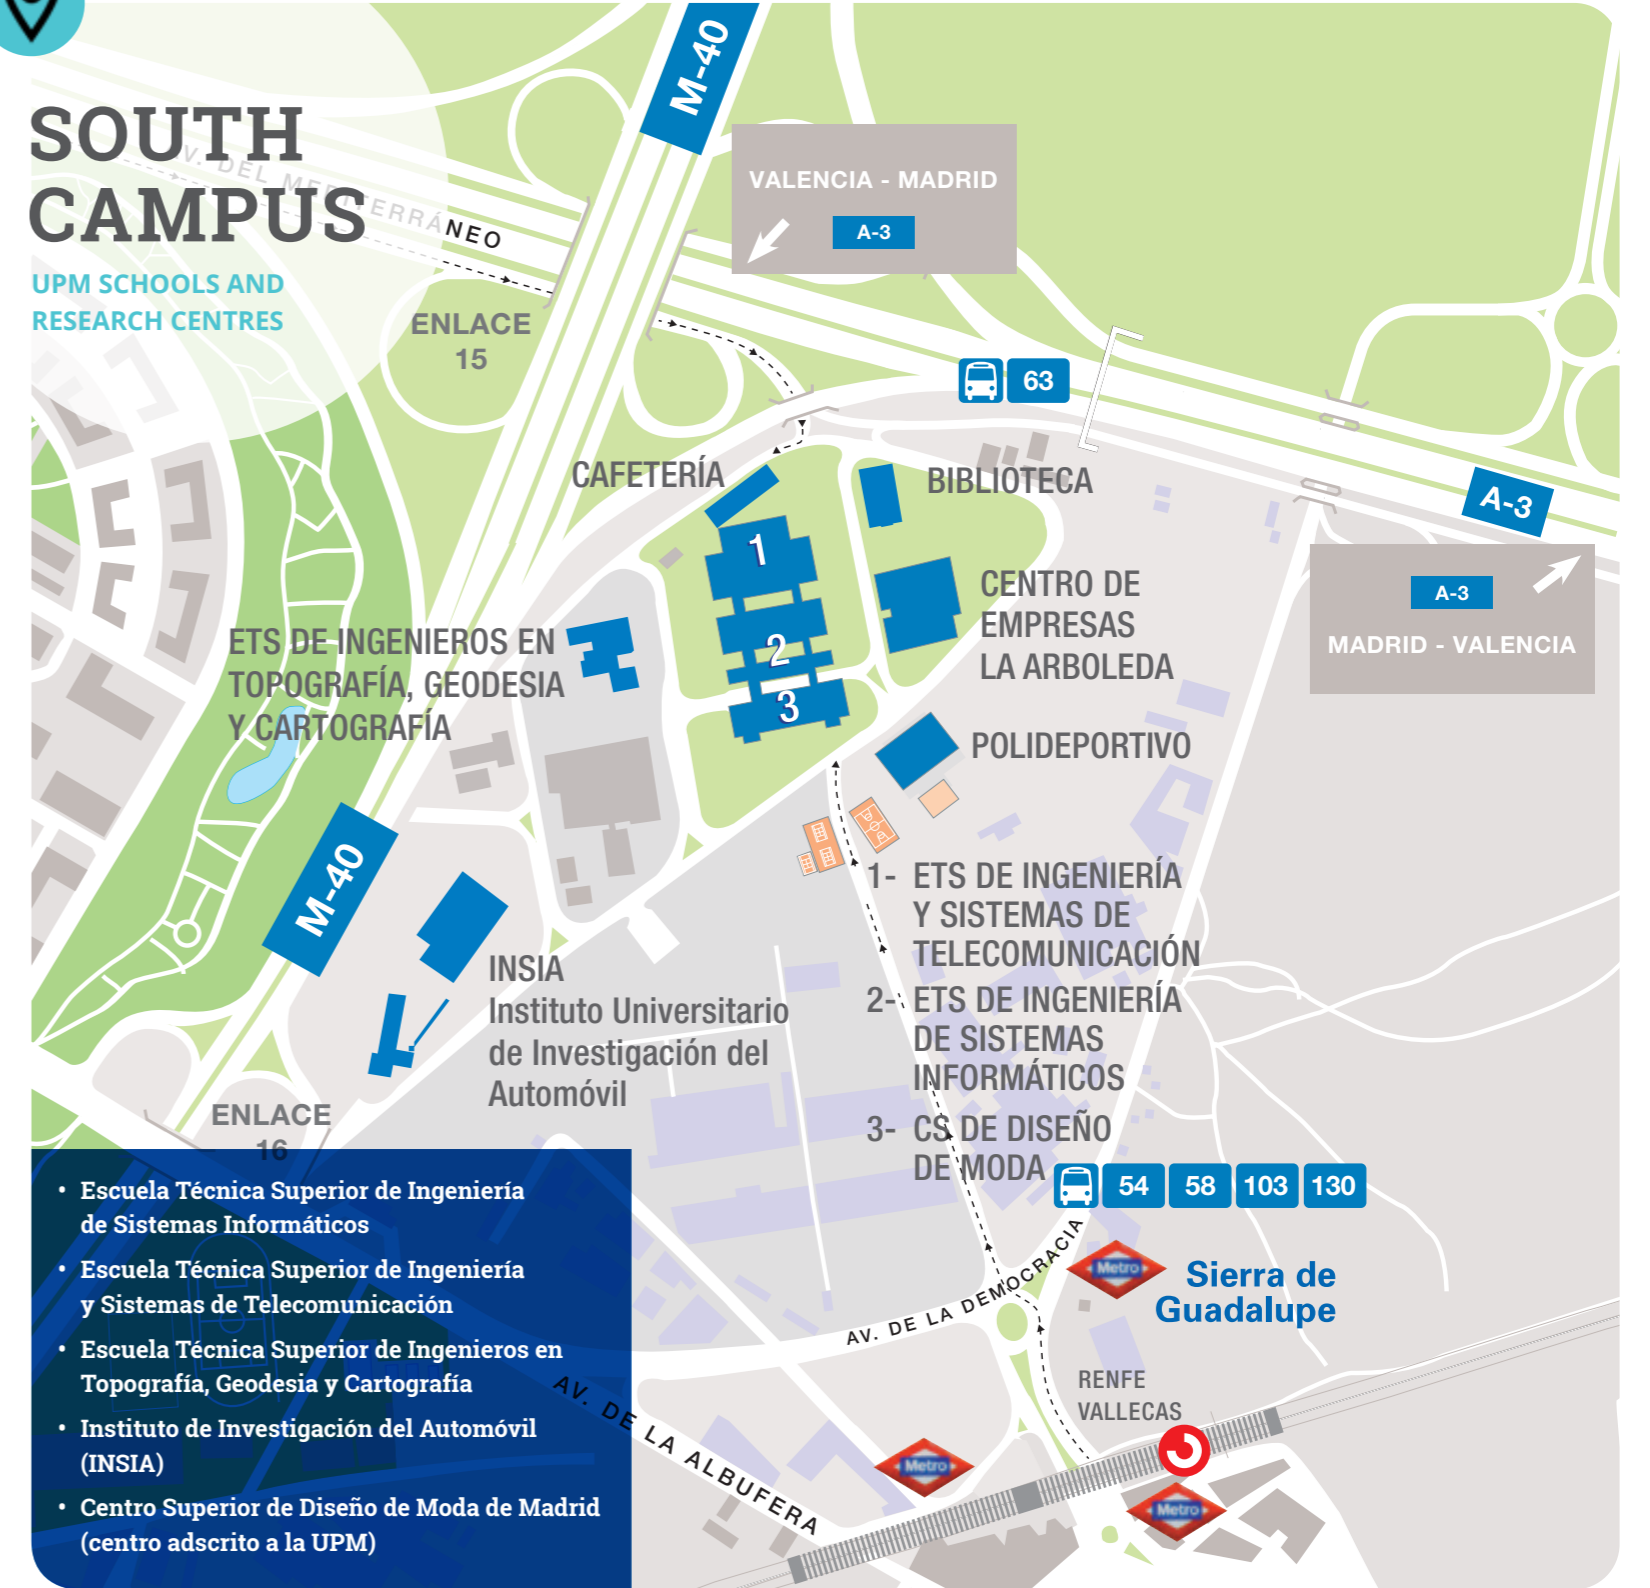 M-40
SOUTH
CAMPUS
AV. DEL MEDITERRÁNEO
UPM SCHOOLS AND
RESEARCH CENTRES
VALENCIA - MADRID
A-3
ENLACE
15
63
CAFETERÍA
BIBLIOTECA
A-3
A-3
MADRID - VALENCIA
1
2
3
CENTRO DE
EMPRESAS
LA ARBOLEDA
ETS DE INGENIEROS EN
TOPOGRAFÍA, GEODESIA
Y CARTOGRAFÍA
POLIDEPORTIVO
M-40
INSIA
Instituto Universitario
de Investigación del
Automóvil
1- ETS DE INGENIERÍA
Y SISTEMAS DE
TELECOMUNICACIÓN
2- ETS DE INGENIERÍA
DE SISTEMAS
INFORMÁTICOS
3- CS DE DISEÑO
DE MODA
54 58 103 130
ENLACE
16
Metro
Sierra de
Guadalupe
AV. DE LA DEMOCRACIA
RENFE
VALLECAS
AV. DE LA ALBUFERA
Metro
Metro
• Escuela Técnica Superior de Ingeniería
de Sistemas Informáticos
• Escuela Técnica Superior de Ingeniería
y Sistemas de Telecomunicación
• Escuela Técnica Superior de Ingenieros en
Topografía, Geodesia y Cartografía
• Instituto de Investigación del Automóvil
(INSIA)
• Centro Superior de Diseño de Moda de Madrid
(centro adscrito a la UPM)